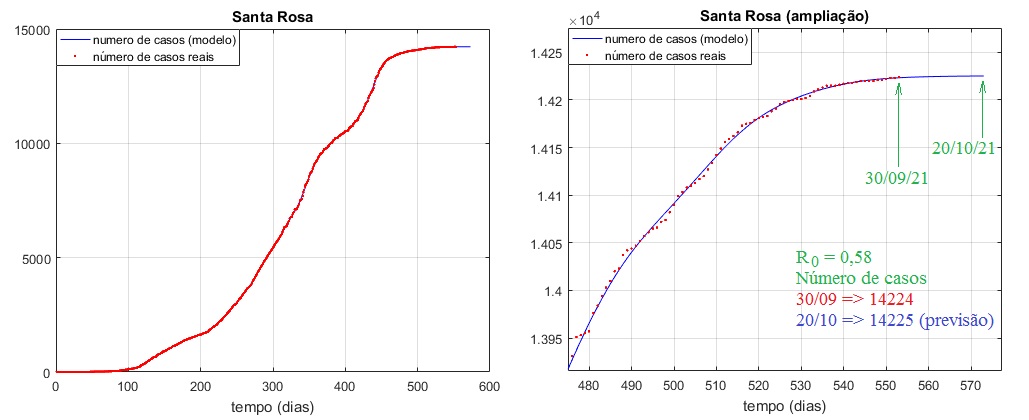 Santa Rosa
numero de casos (modelo)
número de casos reais
15000
10000
5000
0
0 100 200 300 400 500 600
tempo (dias)
×10⁴
Santa Rosa (ampliação)
numero de casos (modelo)
número de casos reais
1.425
1.42
1.415
1.41
1.405
1.4
1.395
20/10/21
30/09/21
R0 = 0,58
Número de casos
30/09 => 14224
20/10 => 14225 (previsão)
480 490 500 510 520 530 540 550 560 570
tempo (dias)